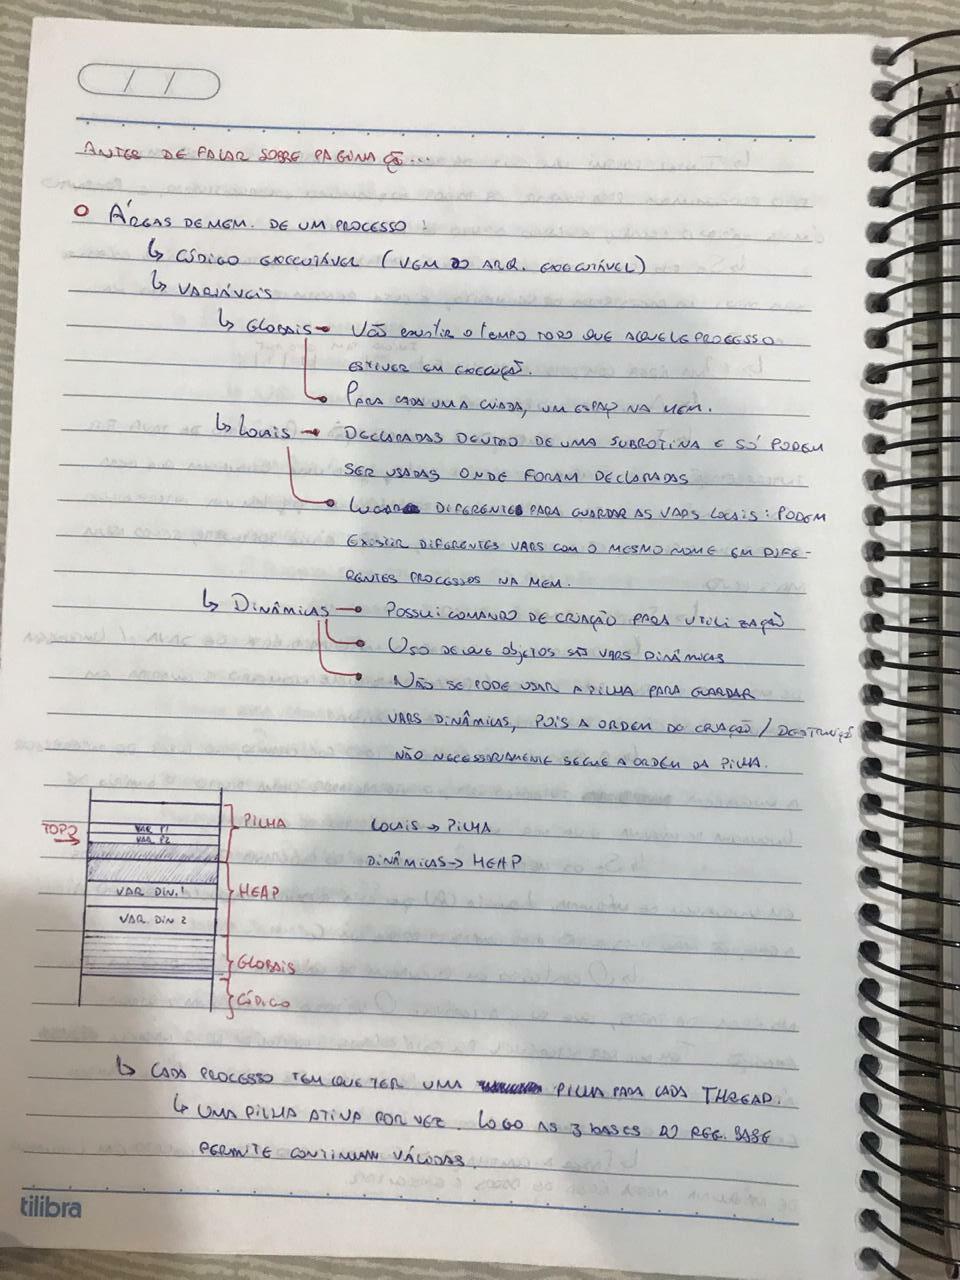 ANTES DE FALAR SOBRE PAGINAÇÃO...
ÁREAS DE MEM. DE UM PROCESSO!
↳ CÓDIGO EXECUTÁVEL (VEM DO ARQ. EXECUTÁVEL)
↳ VARIÁVEIS
↳ GLOBAIS → VÃO EXISTIR O TEMPO TODO QUE AQUELE PROCESSO
ESTIVER EM EXECUÇÃO.
PARA CADA UMA CRIADA, UM ESPAÇO NA MEM.
↳ LOCAIS → DECLARADAS DENTRO DE UMA SUBROTINA E SÓ PODEM
SER USADAS ONDE FORAM DECLARADAS
LUGARES DIFERENTES PARA GUARDAR AS VARS LOCAIS: PODEM
EXISTIR DIFERENTES VARS COM O MESMO NOME EM DIFE-
RENTES PROCESSOS NA MEM.
↳ DINÂMICAS → POSSUI COMANDO DE CRIAÇÃO PARA UTILIZAÇÃO
USO DE QUE OBJETOS SÃO VARS DINÂMICAS
NÃO SE PODE USAR A PILHA PARA GUARDAR
VARS DINÂMICAS, POIS A ORDEM DO CRIAÇÃO / DESTRUIÇÃO
NÃO NECESSARIAMENTE SEGUE A ORDEM DA PILHA.
TOPO
VAR P1
VAR P2
PILHA
LOCAIS → PILHA
DINÂMICAS → HEAP
VAR DIN. 1
HEAP
VAR DIN 2
GLOBAIS
CÓDIGO
↳ CADA PROCESSO TEM QUE TER UMA PILHA PARA CADA THREAD.
↳ UMA PILHA ATIVA POR VEZ. LOGO AS 3 BASES DO REG. BASE
PERMITE CONTINUAM VÁLIDAS.
tilibra